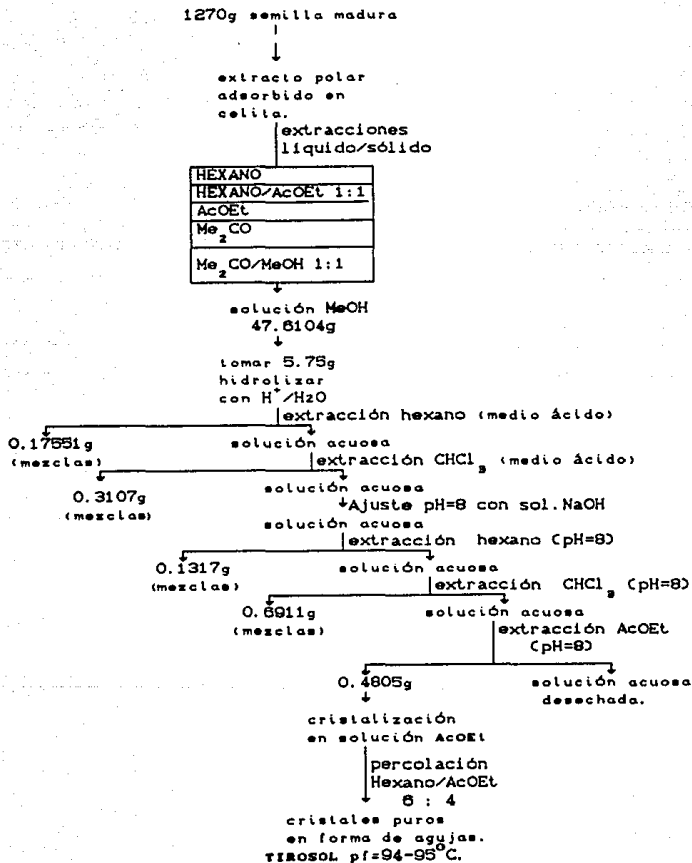 1270g semilla madura
extracto polar
adsorbido en
celita.
extracciones
líquido/sólido
HEXANO
HEXANO/AcOEt 1:1
AcOEt
Me2CO
Me2CO/MeOH 1:1
solución MeOH
47.6104g
tomar 5.75g
hidrolizar
con H+/H2O
extracción hexano (medio ácido)
0.17551g solución acuosa
(mezclas) extracción CHCl3 (medio ácido)
0.3107g solución acuosa
(mezclas) Ajuste pH=8 con sol.NaOH
solución acuosa
extracción hexano (pH=8)
0.1317g solución acuosa
(mezclas) extracción CHCl3 (pH=8)
0.6911g solución acuosa
(mezclas) extracción AcOEt
(pH=8)
0.4805g solución acuosa
desechada.
cristalización
en solución AcOEt
percolación
Hexano/AcOEt
6 : 4
cristales puros
en forma de agujas.
TIROSOL pf=94-95°C.